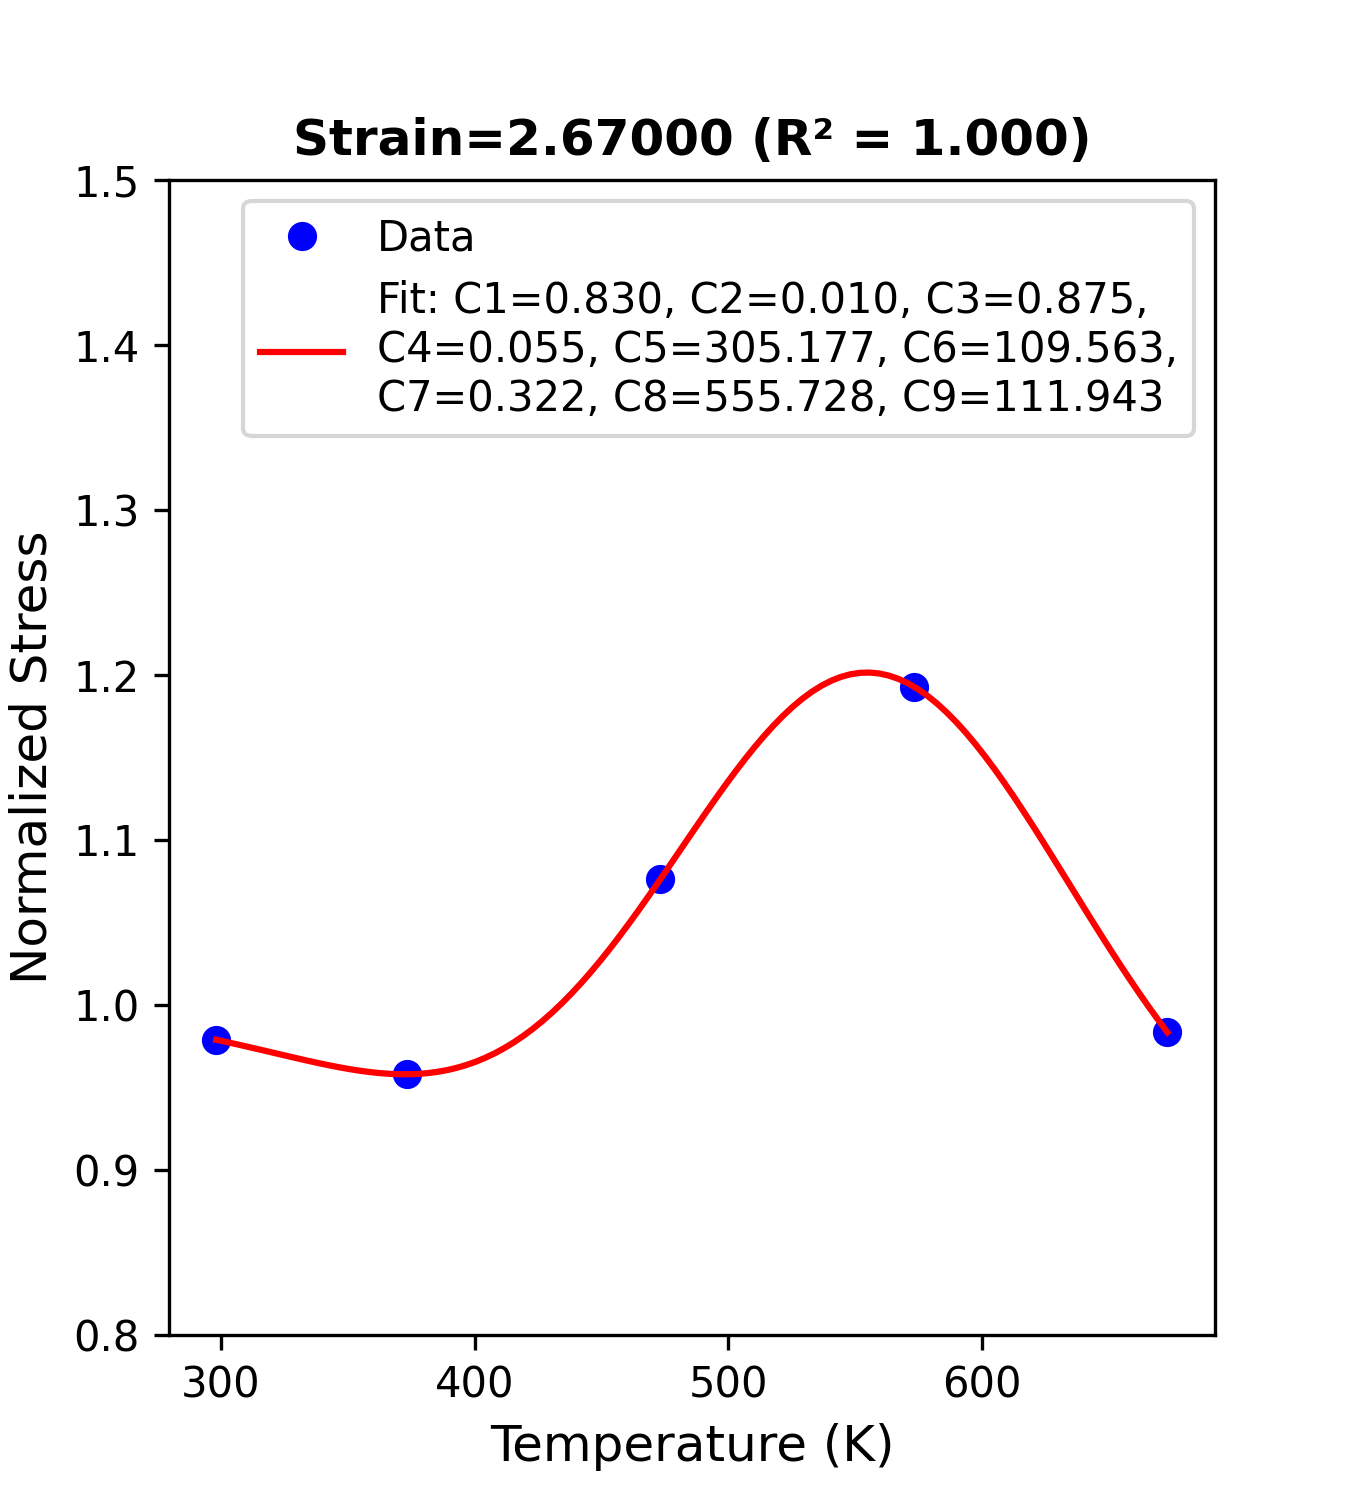 Strain=2.67000 (R² = 1.000)
1.5
1.4
1.3
1.2
1.1
1.0
0.9
0.8
Normalized Stress
Data
Fit: C1=0.830, C2=0.010, C3=0.875,
C4=0.055, C5=305.177, C6=109.563,
C7=0.322, C8=555.728, C9=111.943
300 400 500 600
Temperature (K)